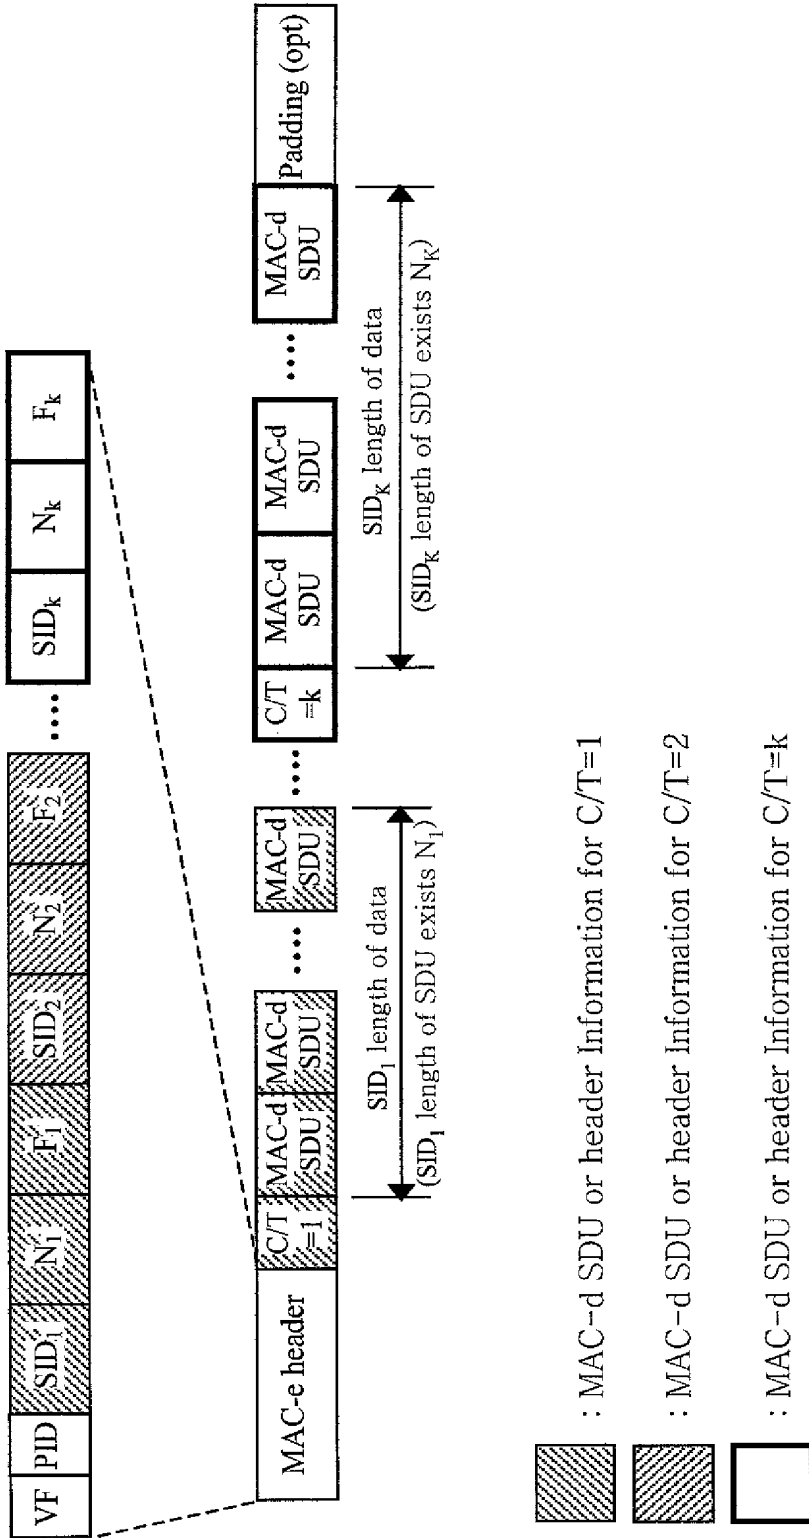 VF PID SID1 N1 F1 SID2 N2 F2 .... SIDk Nk Fk
MAC-e header C/T =1 MAC-d SDU MAC-d SDU .... MAC-d SDU .... C/T =k MAC-d SDU MAC-d SDU .... MAC-d SDU Padding (opt)
SID1 length of data
(SID1 length of SDU exists N1)
SIDK length of data
(SIDK length of SDU exists NK)
: MAC-d SDU or header Information for C/T=1
: MAC-d SDU or header Information for C/T=2
: MAC-d SDU or header Information for C/T=k